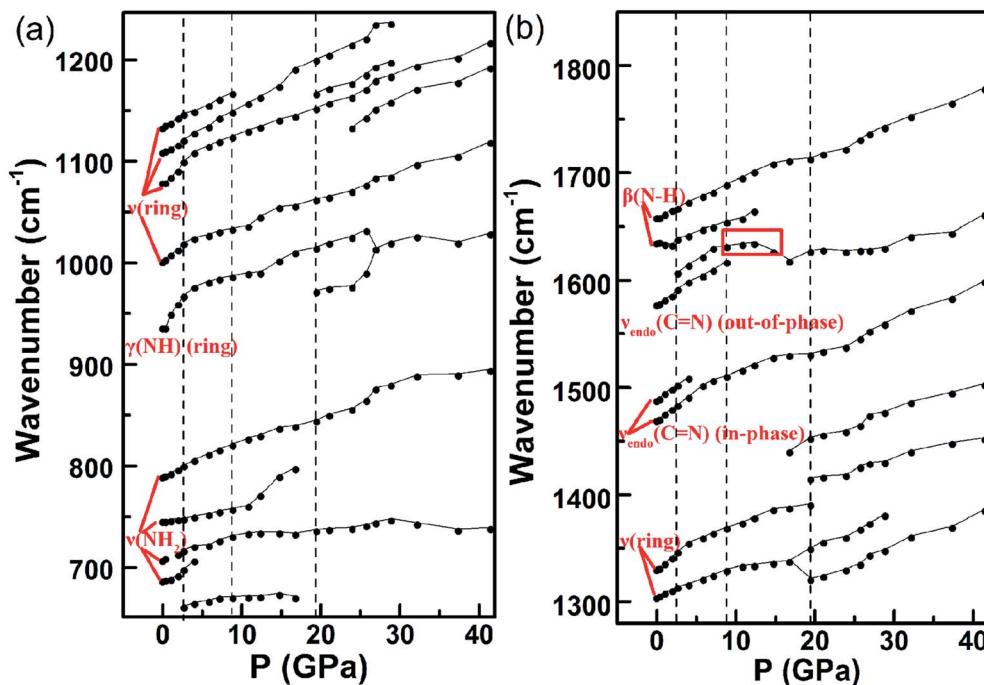 (a)
Wavenumber (cm⁻¹)
1200
1100
1000
900
800
700
ν(ring)
γ(NH) (ring)
ν(NH₂)
0 10 20 30 40
P (GPa)
(b)
Wavenumber (cm⁻¹)
1800
1700
1600
1500
1400
1300
β(N-H)
νendo(C=N) (out-of-phase)
νendo(C=N) (in-phase)
ν(ring)
0 10 20 30 40
P (GPa)